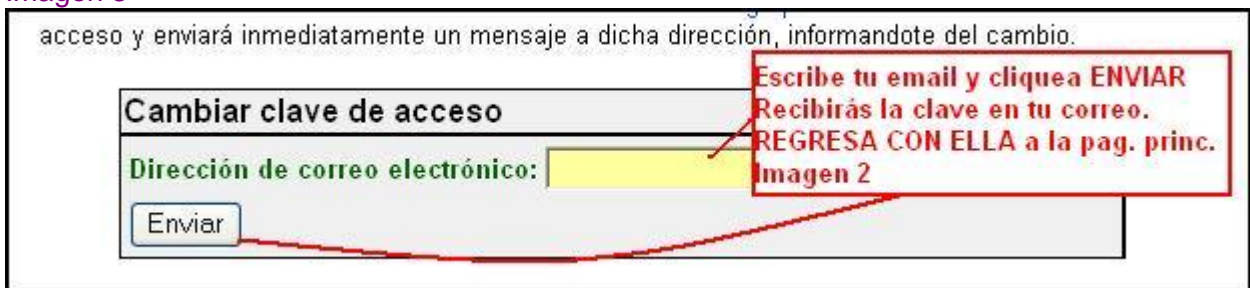 acceso y enviará inmediatamente un mensaje a dicha dirección, informandote del cambio.
Escribe tu email y cliquea ENVIAR
Recibirás la clave en tu correo.
REGRESA CON ELLA a la pag. princ.
Imagen 2
Cambiar clave de acceso
Dirección de correo electrónico:
Enviar